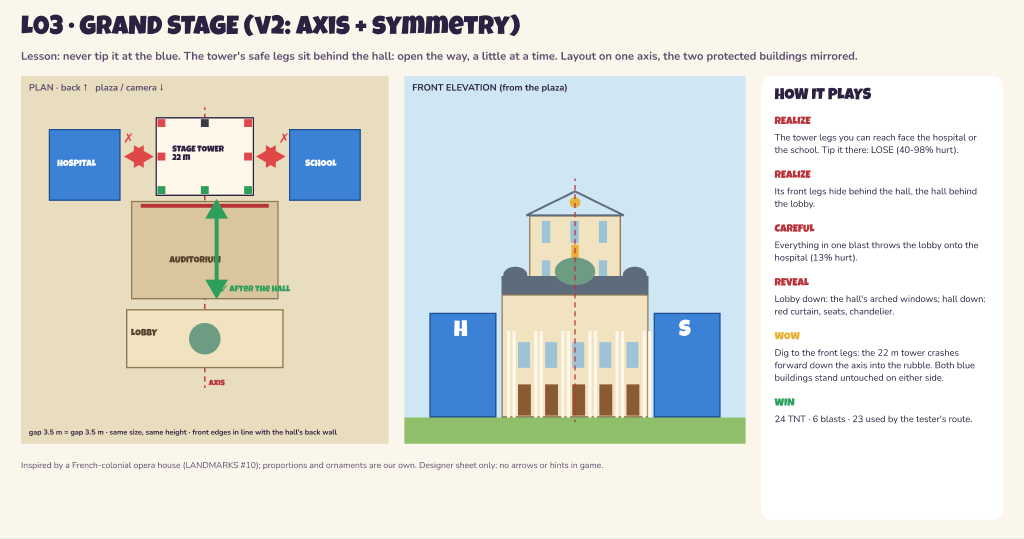 L03 · GRAND STAGE (V2: AXIS + SYMMETRY)
Lesson: never tip it at the blue. The tower's safe legs sit behind the hall: open the way, a little at a time. Layout on one axis, the two protected buildings mirrored.
PLAN · back ↑ plaza / camera ↓
✗ ✗
HOSPITAL
STAGE TOWER
22 m
SCHOOL
AUDITORIUM
✓ AFTER THE HALL
LOBBY
AXIS
gap 3.5 m = gap 3.5 m · same size, same height · front edges in line with the hall's back wall
FRONT ELEVATION (from the plaza)
H
S
HOW IT PLAYS
REALIZE
The tower legs you can reach face the hospital or
the school. Tip it there: LOSE (40-98% hurt).
REALIZE
Its front legs hide behind the hall, the hall behind
the lobby.
CAREFUL
Everything in one blast throws the lobby onto the
hospital (13% hurt).
REVEAL
Lobby down: the hall's arched windows; hall down:
red curtain, seats, chandelier.
WOW
Dig to the front legs: the 22 m tower crashes
forward down the axis into the rubble. Both blue
buildings stand untouched on either side.
WIN
24 TNT · 6 blasts · 23 used by the tester's route.
Inspired by a French-colonial opera house (LANDMARKS #10); proportions and ornaments are our own. Designer sheet only: no arrows or hints in game.